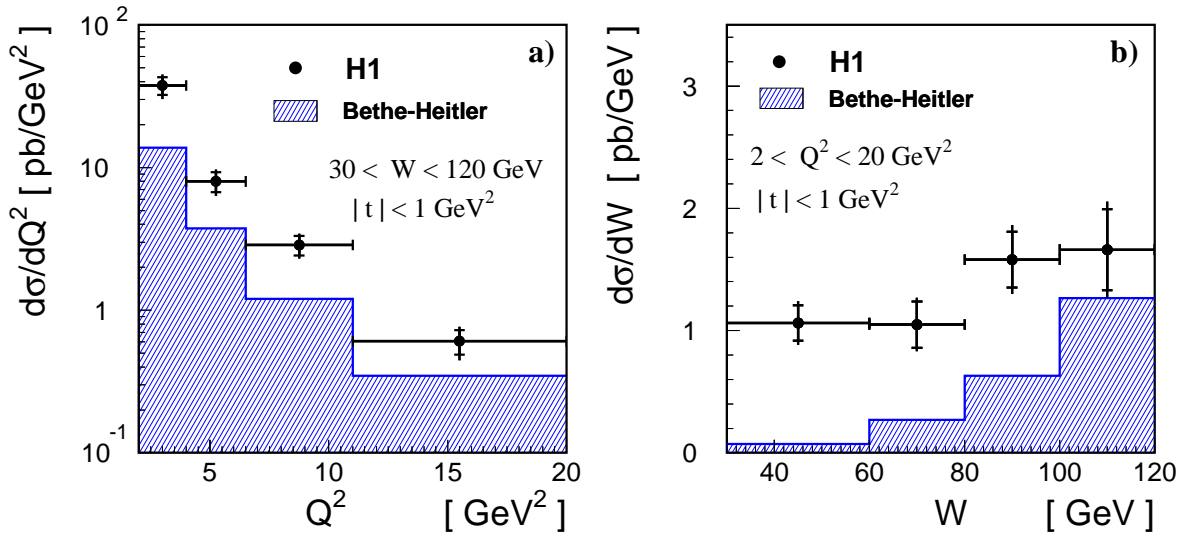 dσ/dQ² [ pb/GeV² ]
10²
10
1
10⁻¹
a)
H1
Bethe-Heitler
30 < W < 120 GeV
| t | < 1 GeV²
5 10 15 20
Q² [ GeV² ]
dσ/dW [ pb/GeV ]
3
2
1
0
b)
H1
Bethe-Heitler
2 < Q² < 20 GeV²
| t | < 1 GeV²
40 60 80 100 120
W [ GeV ]